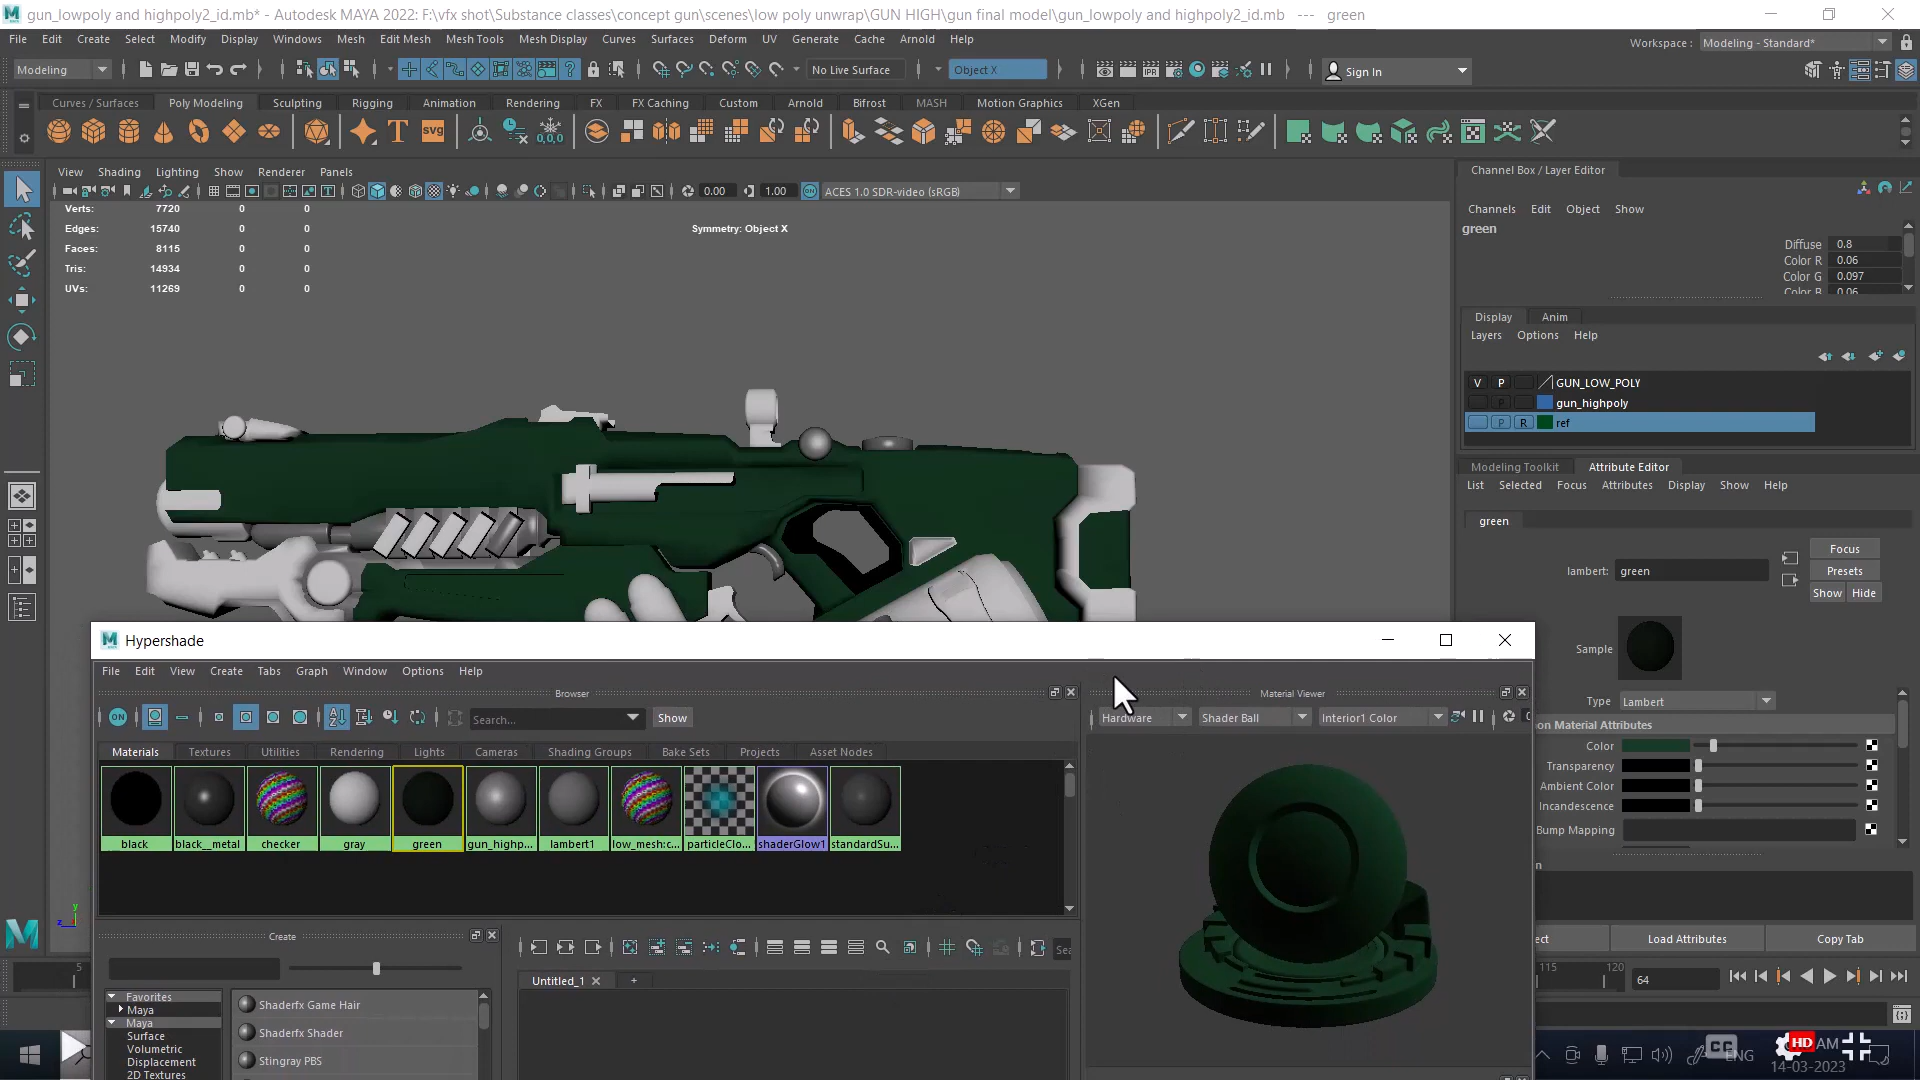 gun_lowpoly and highpoly2_id.mb* - Autodesk MAYA 2022: F:\vfx shot\Substance classes\concept gun\scenes\low poly unwrap\GUN HIGH\gun final model\gun_lowpoly and highpoly2_id.mb --- green
File Edit Create Select Modify Display Windows Mesh Edit Mesh Mesh Tools Mesh Display Curves Surfaces Deform UV Generate Cache Arnold Help
Workspace : Modeling - Standard*
Modeling No Live Surface Object X Sign In
Curves / Surfaces Poly Modeling Sculpting Rigging Animation Rendering FX FX Caching Custom Arnold Bifrost MASH Motion Graphics XGen
View Shading Lighting Show Renderer Panels
0.00 1.00 ACES 1.0 SDR-video (sRGB)
Verts: 7720 0 0
Edges: 15740 0 0
Faces: 8115 0 0
Tris: 14934 0 0
UVs: 11269 0 0
Symmetry: Object X
Channel Box / Layer Editor
Channels Edit Object Show
green
Diffuse 0.8
Color R 0.06
Color G 0.097
Color B 0.06
Display Anim
Layers Options Help
V P GUN_LOW_POLY
P gun_highpoly
P R ref
Modeling Toolkit Attribute Editor
List Selected Focus Attributes Display Show Help
green
lambert: green
Focus
Presets
Show Hide
Sample
Type Lambert
on Material Attributes
Color
Transparency
Ambient Color
Incandescence
Bump Mapping
ect Load Attributes Copy Tab
Hypershade
File Edit View Create Tabs Graph Window Options Help
Browser
ON Search... Show
Materials Textures Utilities Rendering Lights Cameras Shading Groups Bake Sets Projects Asset Nodes
black black__metal checker gray green gun_highp... lambert1 low_mesh:c... particleClo... shaderGlow1 standardSu...
Material Viewer
Hardware Shader Ball Interior1 Color
Create
Favorites
Maya
Maya
Surface
Volumetric
Displacement
2D Textures
Shaderfx Game Hair
Shaderfx Shader
Stingray PBS
Untitled_1 +
5 115 120 64
CC ENG HD AM
14-03-2023